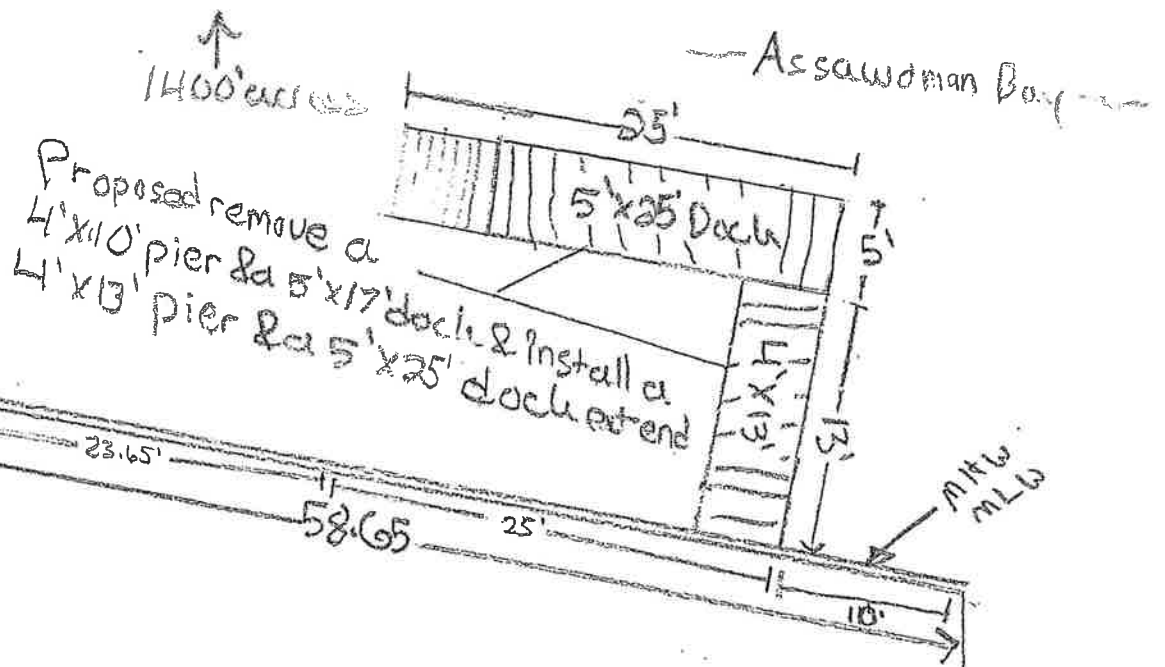 1400' across
Assawoman Bay
25'
5'X25' Dock
5'
Proposed remove a
4'X10' pier & a 5'X17' dock & install a
4'X13' pier & a 5'X25' dock extend
4'X13'
13'
MHW
MLW
23.65'
25'
58.65
10'